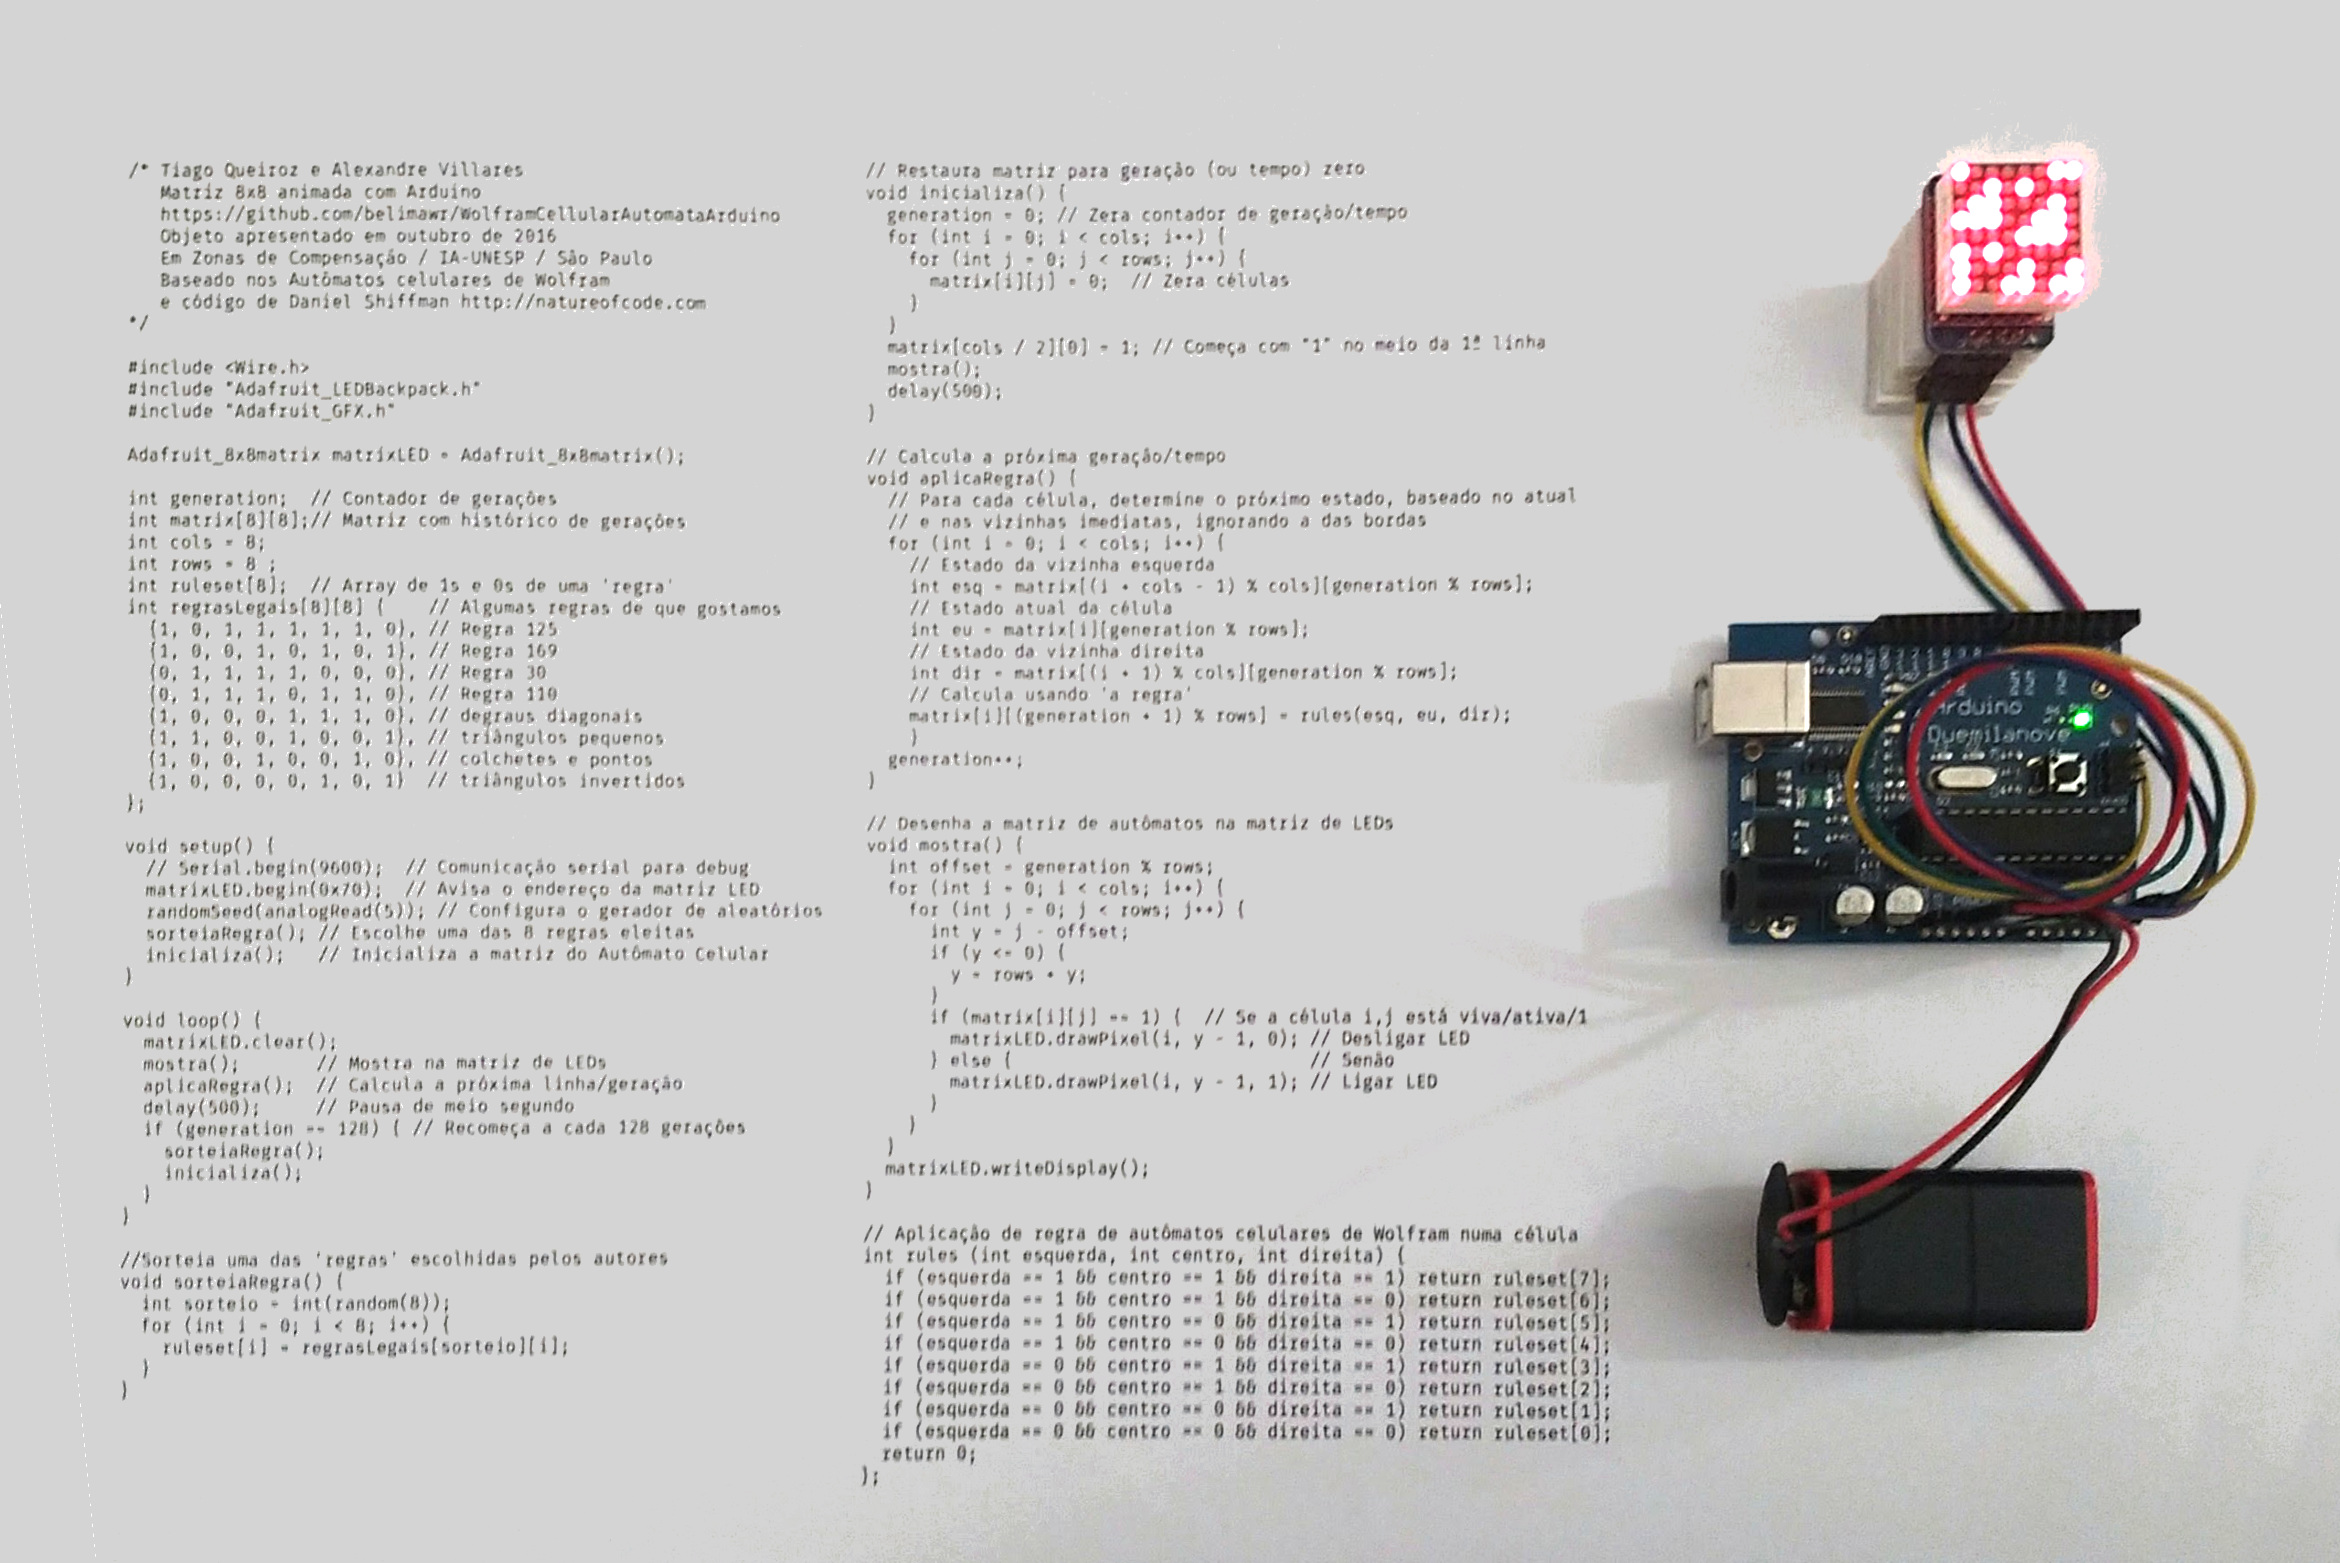 /* Tiago Queiroz e Alexandre Villares
Matriz 8x8 animada com Arduino
https://github.com/belimawr/WolframCellularAutomataArduino
Objeto apresentado em outubro de 2016
Em Zonas de Compensação / IA-UNESP / São Paulo
Baseado nos Autômatos celulares de Wolfram
e código de Daniel Shiffman http://natureofcode.com
*/
#include <Wire.h>
#include "Adafruit_LEDBackpack.h"
#include "Adafruit_GFX.h"
Adafruit_8x8matrix matrixLED = Adafruit_8x8matrix();
int generation;  // Contador de gerações
int matrix[8][8];// Matriz com histórico de gerações
int cols = 8;
int rows = 8 ;
int ruleset[8];  // Array de 1s e 0s de uma 'regra'
int regrasLegais[8][8] {    // Algumas regras de que gostamos
{1, 0, 1, 1, 1, 1, 1, 0}, // Regra 125
{1, 0, 0, 1, 0, 1, 0, 1}, // Regra 169
{0, 1, 1, 1, 1, 0, 0, 0}, // Regra 30
{0, 1, 1, 1, 0, 1, 1, 0}, // Regra 110
{1, 0, 0, 0, 1, 1, 1, 0}, // degraus diagonais
{1, 1, 0, 0, 1, 0, 0, 1}, // triângulos pequenos
{1, 0, 0, 1, 0, 0, 1, 0}, // colchetes e pontos
{1, 0, 0, 0, 0, 1, 0, 1}  // triângulos invertidos
};
void setup() {
// Serial.begin(9600);  // Comunicação serial para debug
matrixLED.begin(0x70);  // Avisa o endereço da matriz LED
randomSeed(analogRead(5)); // Configura o gerador de aleatórios
sorteiaRegra(); // Escolhe uma das 8 regras eleitas
inicializa();   // Inicializa a matriz do Autômato Celular
}
void loop() {
matrixLED.clear();
mostra();       // Mostra na matriz de LEDs
aplicaRegra();  // Calcula a próxima linha/geração
delay(500);     // Pausa de meio segundo
if (generation == 128) { // Recomeça a cada 128 gerações
sorteiaRegra();
inicializa();
}
}
//Sorteia uma das 'regras' escolhidas pelos autores
void sorteiaRegra() {
int sorteio = int(random(8));
for (int i = 0; i < 8; i++) {
ruleset[i] = regrasLegais[sorteio][i];
}
}
// Restaura matriz para geração (ou tempo) zero
void inicializa() {
generation = 0; // Zera contador de geração/tempo
for (int i = 0; i < cols; i++) {
for (int j = 0; j < rows; j++) {
matrix[i][j] = 0;  // Zera células
}
}
matrix[cols / 2][0] = 1; // Começa com "1" no meio da 1ª linha
mostra();
delay(500);
}
// Calcula a próxima geração/tempo
void aplicaRegra() {
// Para cada célula, determine o próximo estado, baseado no atual
// e nas vizinhas imediatas, ignorando a das bordas
for (int i = 0; i < cols; i++) {
// Estado da vizinha esquerda
int esq = matrix[(i + cols - 1) % cols][generation % rows];
// Estado atual da célula
int eu = matrix[i][generation % rows];
// Estado da vizinha direita
int dir = matrix[(i + 1) % cols][generation % rows];
// Calcula usando 'a regra'
matrix[i][(generation + 1) % rows] = rules(esq, eu, dir);
}
generation++;
}
// Desenha a matriz de autômatos na matriz de LEDs
void mostra() {
int offset = generation % rows;
for (int i = 0; i < cols; i++) {
for (int j = 0; j < rows; j++) {
int y = j - offset;
if (y <= 0) {
y = rows + y;
}
if (matrix[i][j] == 1) {  // Se a célula i,j está viva/ativa/1
matrixLED.drawPixel(i, y - 1, 0); // Desligar LED
} else {                          // Senão
matrixLED.drawPixel(i, y - 1, 1); // Ligar LED
}
}
}
matrixLED.writeDisplay();
}
// Aplicação de regra de autômatos celulares de Wolfram numa célula
int rules (int esquerda, int centro, int direita) {
if (esquerda == 1 && centro == 1 && direita == 1) return ruleset[7];
if (esquerda == 1 && centro == 1 && direita == 0) return ruleset[6];
if (esquerda == 1 && centro == 0 && direita == 1) return ruleset[5];
if (esquerda == 1 && centro == 0 && direita == 0) return ruleset[4];
if (esquerda == 0 && centro == 1 && direita == 1) return ruleset[3];
if (esquerda == 0 && centro == 1 && direita == 0) return ruleset[2];
if (esquerda == 0 && centro == 0 && direita == 1) return ruleset[1];
if (esquerda == 0 && centro == 0 && direita == 0) return ruleset[0];
return 0;
};
Arduino
Duemilanove